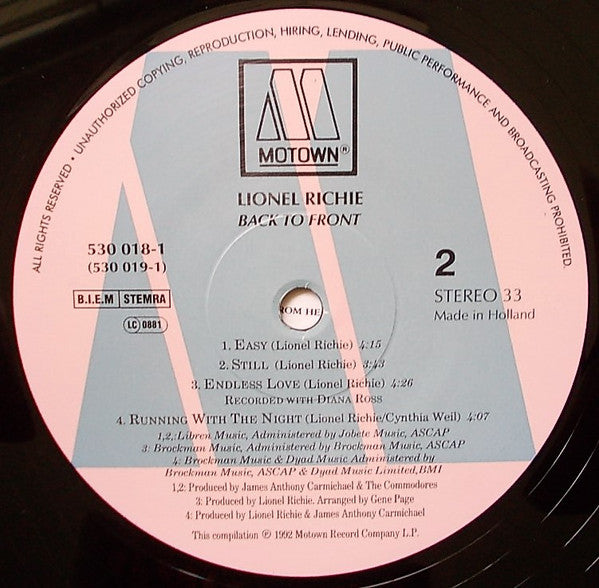 ALL RIGHTS RESERVED • UNAUTHORIZED COPYING, REPRODUCTION, HIRING, LENDING, PUBLIC PERFORMANCE AND BROADCASTING PROHIBITED.
MOTOWN®
LIONEL RICHIE
BACK TO FRONT
530 018-1
(530 019-1)
B.I.E.M STEMRA
LC 0881
2
STEREO 33
Made in Holland
ROM HE
1. EASY (Lionel Richie) 4:15
2. STILL (Lionel Richie) 3:43
3. ENDLESS LOVE (Lionel Richie) 4:26
RECORDED WITH DIANA ROSS
4. RUNNING WITH THE NIGHT (Lionel Richie/Cynthia Weil) 4:07
1,2,:Libren Music, Administered by Jobete Music, ASCAP
3: Brockman Music, Administered by Brockman Music, ASCAP
4: Brockman Music & Dyad Music Administered by
Brockman Music, ASCAP & Dyad Music Limited,BMI
1,2: Produced by James Anthony Carmichael & The Commodores
3: Produced by Lionel Richie. Arranged by Gene Page
4: Produced by Lionel Richie & James Anthony Carmichael
This compilation ℗ 1992 Motown Record Company L.P.